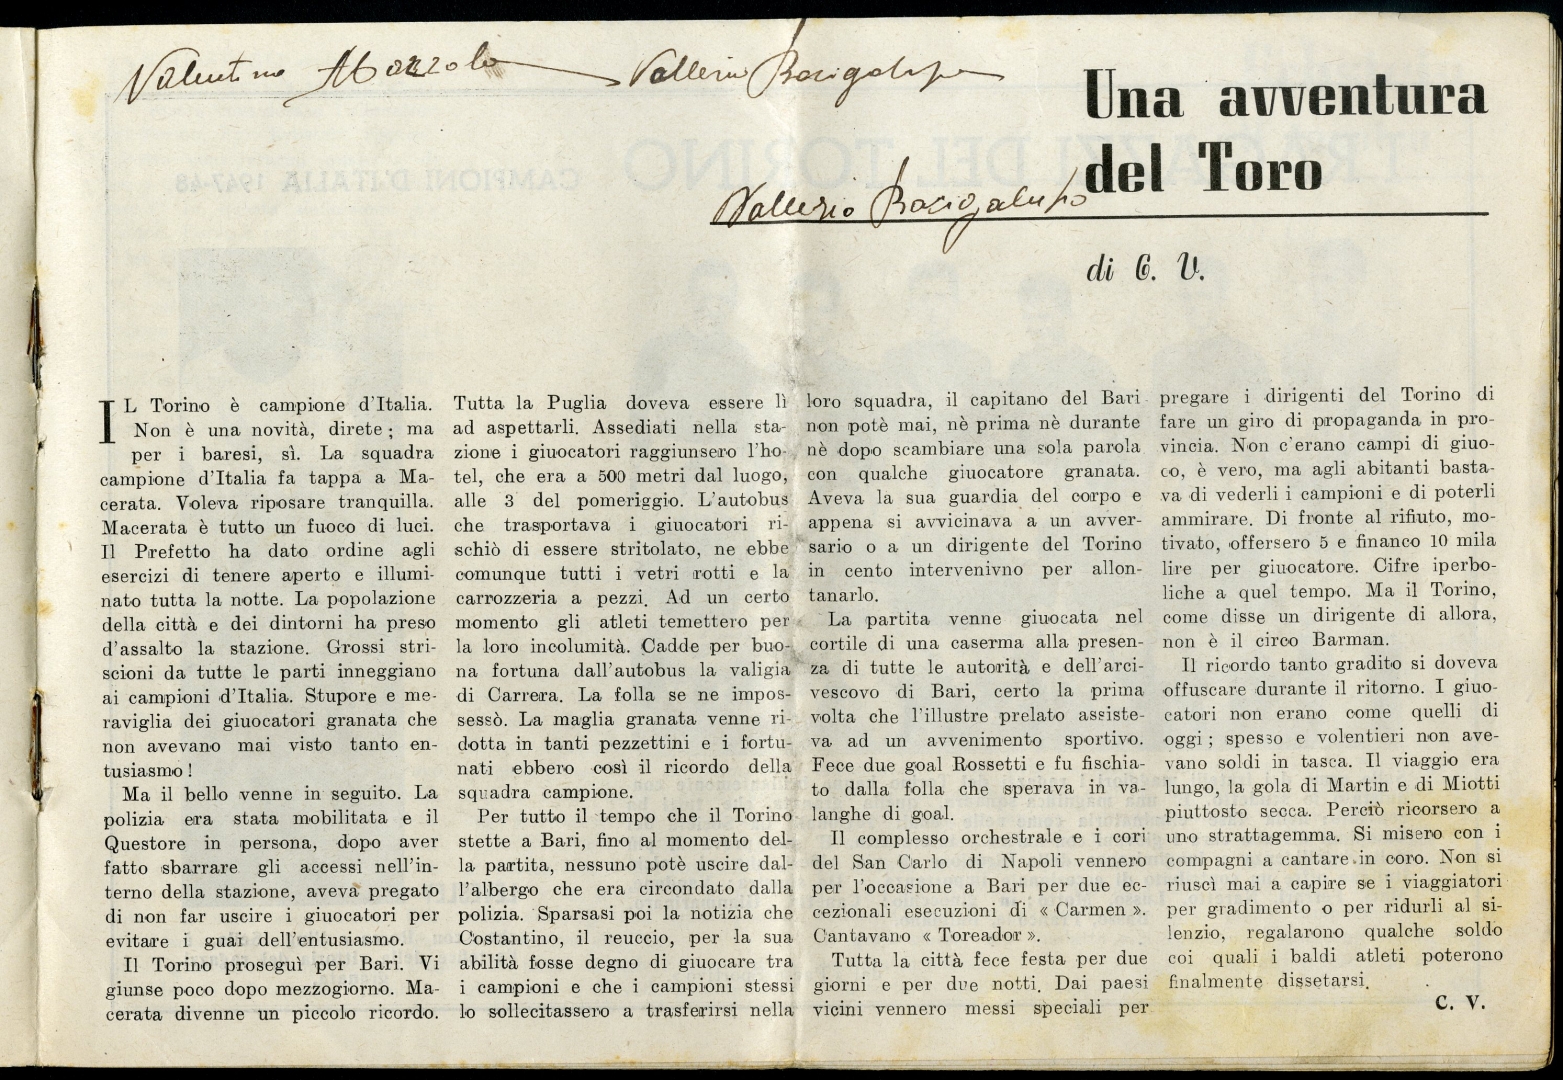 Valentino Mazzola
Vallerio Bacigalupo
Una avventura
del Toro
Vallerio Bacigalupo
di C. V.
IL Torino è campione d'Italia.
Non è una novità, direte ; ma
per i baresi, sì. La squadra
campione d'Italia fa tappa a Ma-
cerata. Voleva riposare tranquilla.
Macerata è tutto un fuoco di luci.
Il Prefetto ha dato ordine agli
esercizi di tenere aperto e illumi-
nato tutta la notte. La popolazione
della città e dei dintorni ha preso
d'assalto la stazione. Grossi stri-
scioni da tutte le parti inneggiano
ai campioni d'Italia. Stupore e me-
raviglia dei giuocatori granata che
non avevano mai visto tanto en-
tusiasmo !
Ma il bello venne in seguito. La
polizia era stata mobilitata e il
Questore in persona, dopo aver
fatto sbarrare gli accessi nell'in-
terno della stazione, aveva pregato
di non far uscire i giuocatori per
evitare i guai dell'entusiasmo.
Il Torino proseguì per Bari. Vi
giunse poco dopo mezzogiorno. Ma-
cerata divenne un piccolo ricordo.
Tutta la Puglia doveva essere lì
ad aspettarli. Assediati nella sta-
zione i giuocatori raggiunsero l'ho-
tel, che era a 500 metri dal luogo,
alle 3 del pomeriggio. L'autobus
che trasportava i giuocatori ri-
schiò di essere stritolato, ne ebbe
comunque tutti i vetri rotti e la
carrozzeria a pezzi. Ad un certo
momento gli atleti temettero per
la loro incolumità. Cadde per buo-
na fortuna dall'autobus la valigia
di Carrera. La folla se ne impos-
sessò. La maglia granata venne ri-
dotta in tanti pezzettini e i fortu-
nati ebbero così il ricordo della
squadra campione.
Per tutto il tempo che il Torino
stette a Bari, fino al momento del-
la partita, nessuno potè uscire dal-
l'albergo che era circondato dalla
polizia. Sparsasi poi la notizia che
Costantino, il reuccio, per la sua
abilità fosse degno di giuocare tra
i campioni e che i campioni stessi
lo sollecitassero a trasferirsi nella
loro squadra, il capitano del Bari
non potè mai, nè prima nè durante
nè dopo scambiare una sola parola
con qualche giuocatore granata.
Aveva la sua guardia del corpo e
appena si avvicinava a un avver-
sario o a un dirigente del Torino
in cento intervenivno per allon-
tanarlo.
La partita venne giuocata nel
cortile di una caserma alla presen-
za di tutte le autorità e dell'arci-
vescovo di Bari, certo la prima
volta che l'illustre prelato assiste-
va ad un avvenimento sportivo.
Fece due goal Rossetti e fu fischia-
to dalla folla che sperava in va-
langhe di goal.
Il complesso orchestrale e i cori
del San Carlo di Napoli vennero
per l'occasione a Bari per due ec-
cezionali esecuzioni di « Carmen ».
Cantavano « Toreador ».
Tutta la città fece festa per due
giorni e per due notti. Dai paesi
vicini vennero messi speciali per
pregare i dirigenti del Torino di
fare un giro di propaganda in pro-
vincia. Non c'erano campi di giuo-
co, è vero, ma agli abitanti basta-
va di vederli i campioni e di poterli
ammirare. Di fronte al rifiuto, mo-
tivato, offersero 5 e financo 10 mila
lire per giuocatore. Cifre iperbo-
liche a quel tempo. Ma il Torino,
come disse un dirigente di allora,
non è il circo Barman.
Il ricordo tanto gradito si doveva
offuscare durante il ritorno. I giuo-
catori non erano come quelli di
oggi ; spesso e volentieri non ave-
vano soldi in tasca. Il viaggio era
lungo, la gola di Martin e di Miotti
piuttosto secca. Perciò ricorsero a
uno strattagemma. Si misero con i
compagni a cantare in coro. Non si
riuscì mai a capire se i viaggiatori
per gradimento o per ridurli al si-
lenzio, regalarono qualche soldo
coi quali i baldi atleti poterono
finalmente dissetarsi.
C. V.